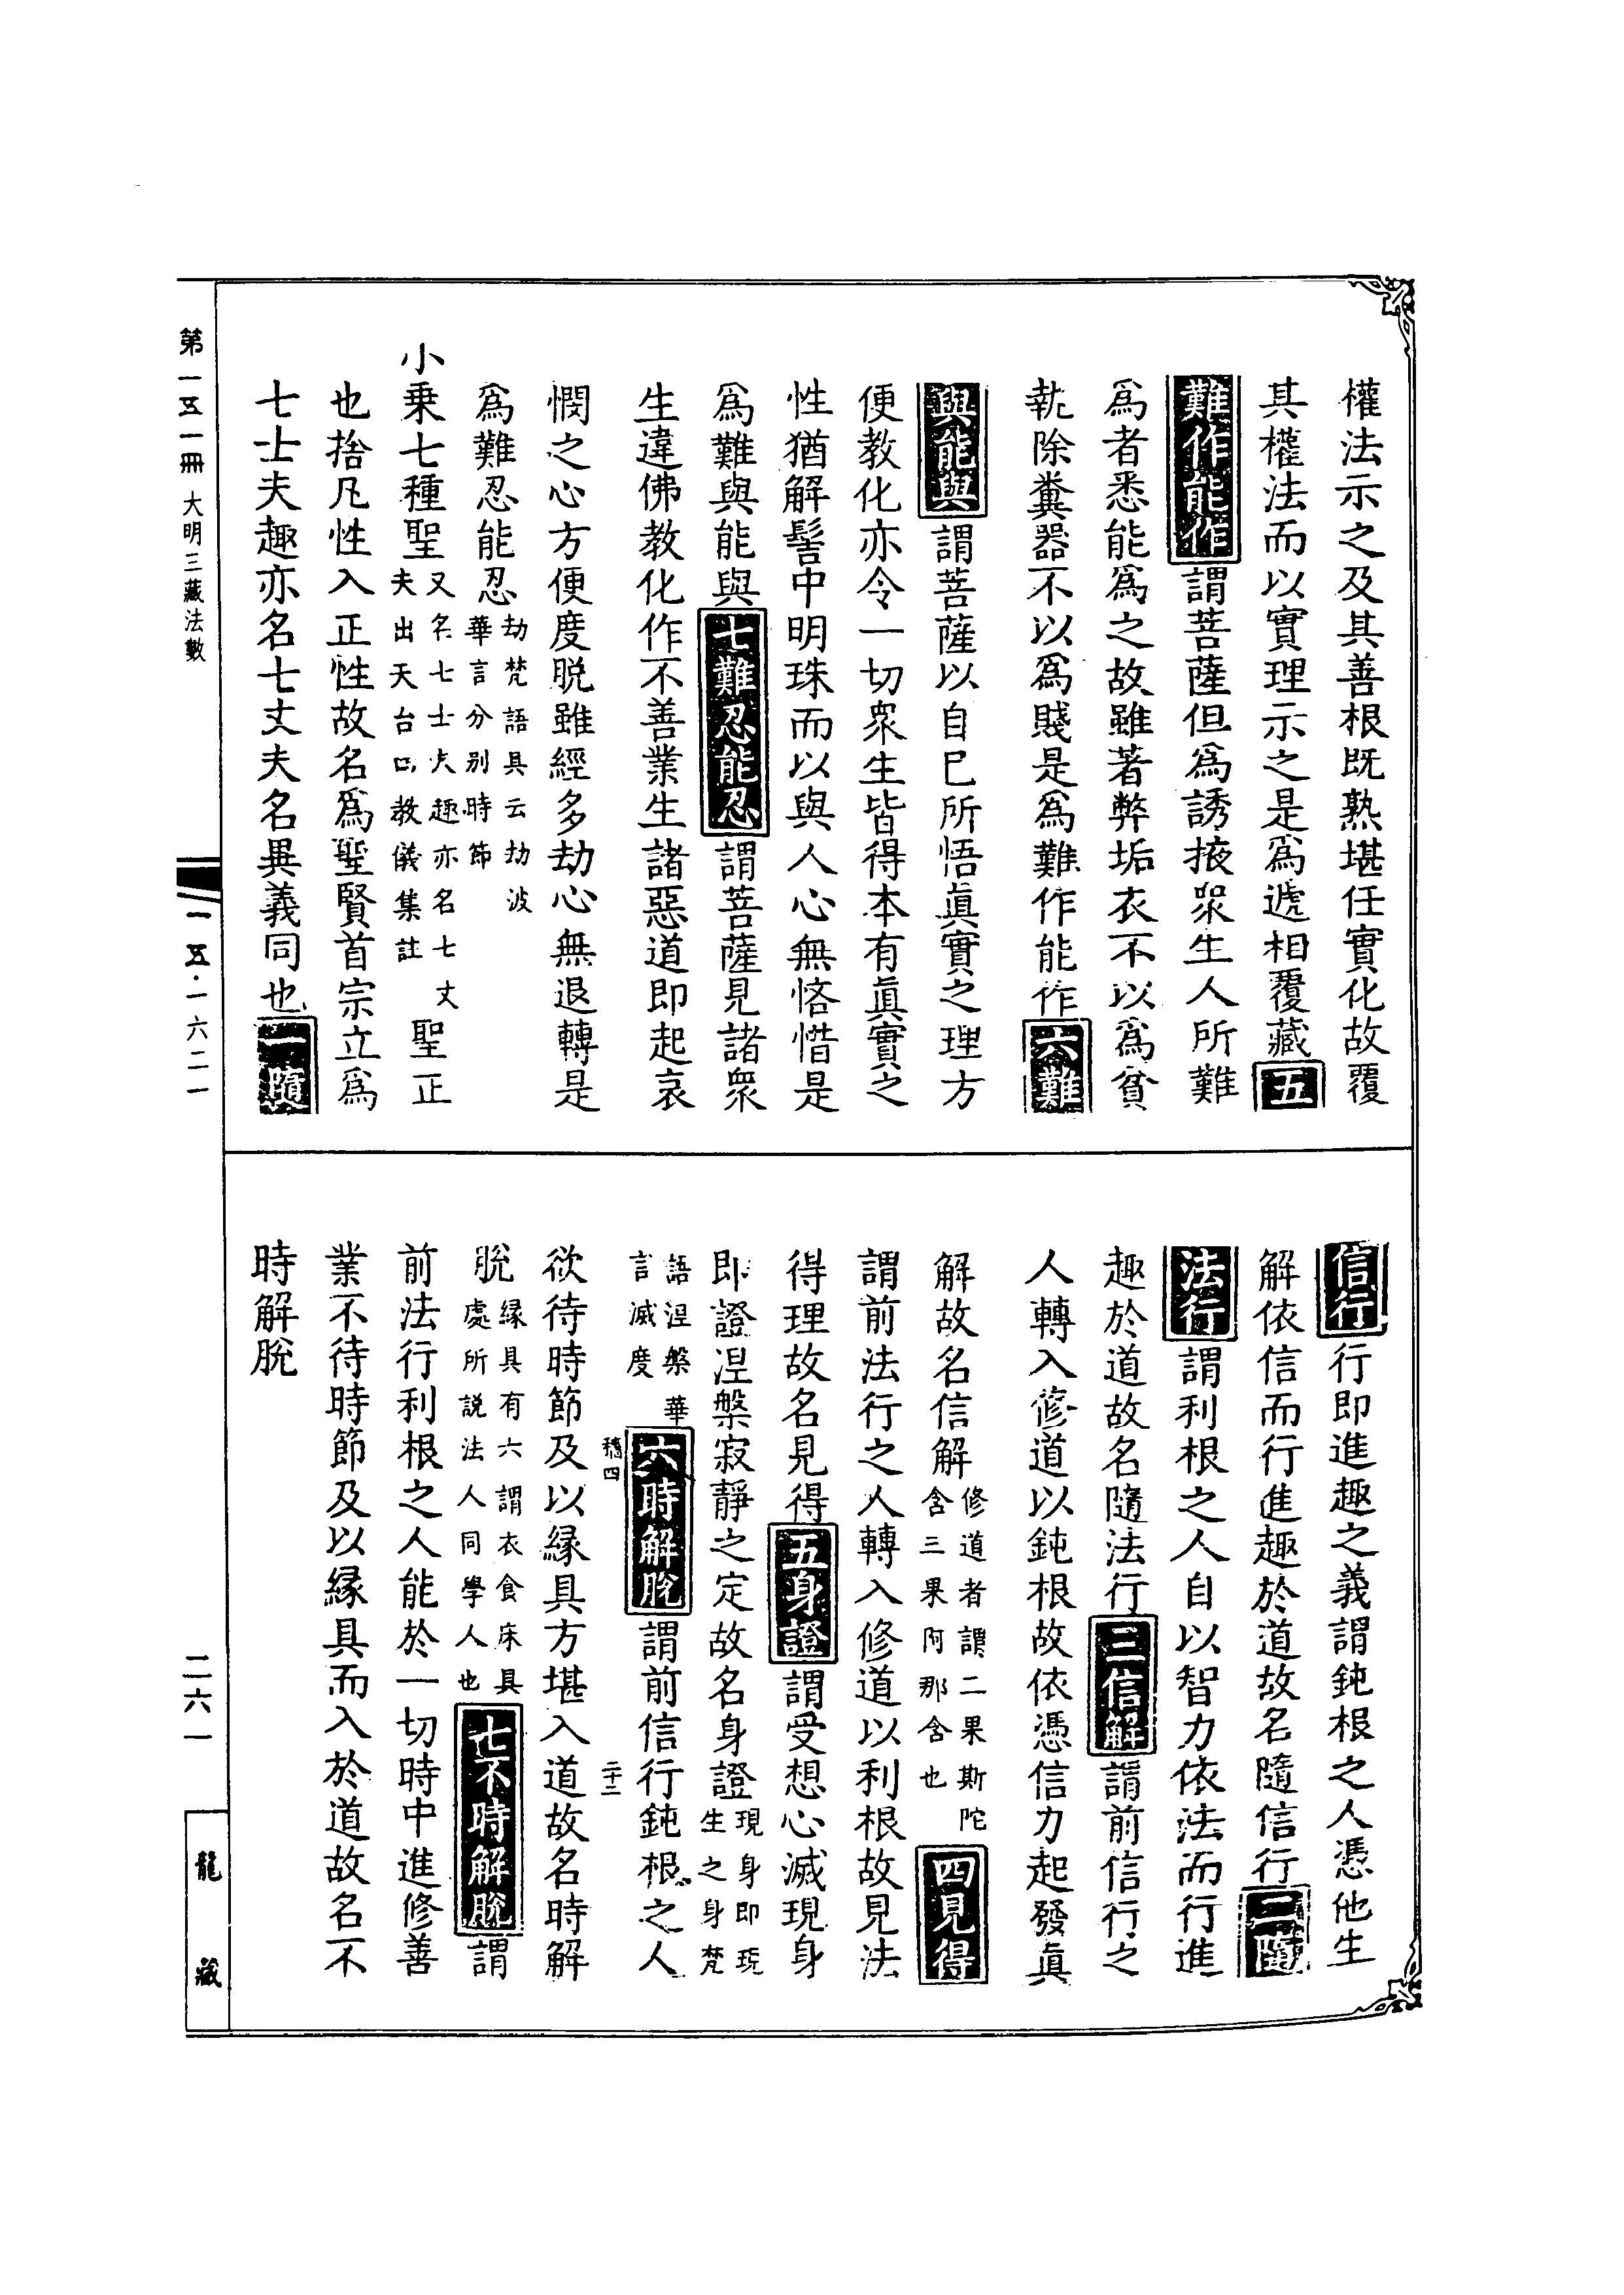 權法示之及其善根既熟堪任實化故覆
其權法而以實理示之是爲遞相覆藏五
難作能作謂菩薩但爲誘掖衆生人所難
爲者悉能爲之故雖著弊垢衣不以爲貧
執除糞器不以爲賤是爲難作能作六難
與能與謂菩薩以自巳所悟眞實之理方
便教化亦令一切衆生皆得本有眞實之
性猶解髻中明珠而以與人心無悋惜是
爲難與能與七難忍能忍謂菩薩見諸衆
生違佛教化作不善業生諸惡道即起哀
憫之心方便度脫雖經多劫心無退轉是
爲難忍能忍劫梵語具云劫波華言分別時節
小乘七種聖又名七士夫趣亦名七丈夫出天台四教儀集註聖正
也捨凡性入正性故名爲聖賢首宗立爲
七士夫趣亦名七丈夫名異義同也一隨
信行行即進趣之義謂鈍根之人憑他生
解依信而行進趣於道故名隨信行二隨
法行謂利根之人自以智力依法而行進
趣於道故名隨法行三信解謂前信行之
人轉入修道以鈍根故依憑信力起發眞
解故名信解修道者謂二果斯陀含三果阿那含也四見得
謂前法行之人轉入修道以利根故見法
得理故名見得五身證謂受想心滅現身
即證涅槃寂靜之定故名身證現身即現生之身梵
語涅槃華言滅度六時解脫謂前信行鈍根之人
穑四 二十二
欲待時節及以緣具方堪入道故名時解
脫緣具有六謂衣食床具處所說法人同學人也七不時解脫謂
前法行利根之人能於一切時中進修善
業不待時節及以緣具而入於道故名不
時解脫
第一五一冊 大明三藏法數
一五·一六二一
二六一
龍藏